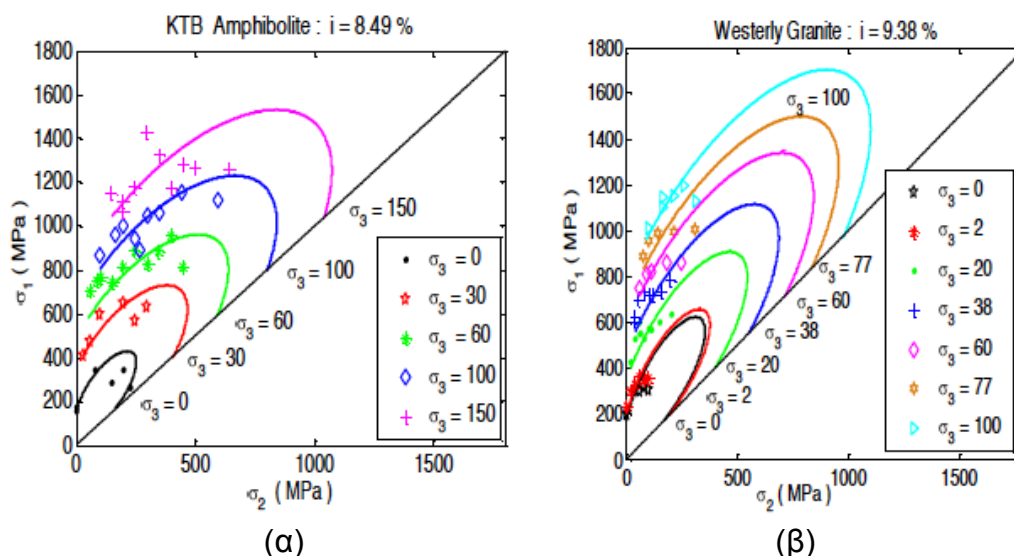 KTB Amphibolite : i = 8.49 %
1800
1600
1400
1200
1000
800
600
400
200
0
σ1 ( MPa)
0 500 1000 1500
σ2 ( MPa)
σ3 = 150
σ3 = 100
σ3 = 60
σ3 = 30
σ3 = 0
σ3 = 0
σ3 = 30
σ3 = 60
σ3 = 100
σ3 = 150
(α)
Westerly Granite : i = 9.38 %
1800
1600
1400
1200
1000
800
600
400
200
0
σ1 (MPa)
0 500 1000 1500
σ2 (MPa)
σ3 = 100
σ3 = 77
σ3 = 60
σ3 = 38
σ3 = 20
σ3 = 2
σ3 = 0
σ3 = 0
σ3 = 2
σ3 = 20
σ3 = 38
σ3 = 60
σ3 = 77
σ3 = 100
(β)